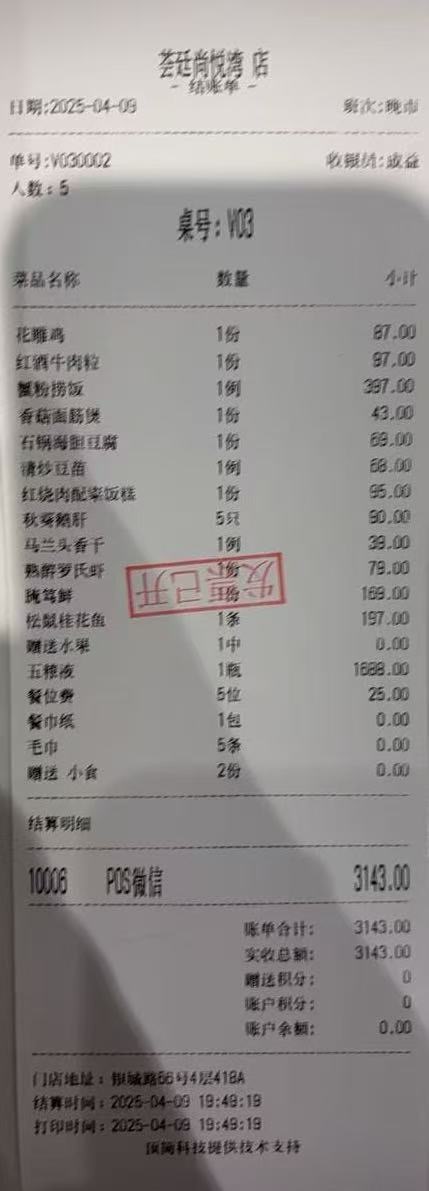 荟廷尚悦湾 店
- 结账单 -
日期:2025-04-09 班次:晚市
单号:V030002 收银员:成益
人数:5
桌号:V03
菜品名称 数量 小计
花雕鸡 1份 87.00
红酒牛肉粒 1份 97.00
蟹粉捞饭 1例 397.00
香菇面筋煲 1份 43.00
石锅海胆豆腐 1份 69.00
清炒豆苗 1例 68.00
红烧肉配菜饭糕 1份 95.00
秋葵鹅肝 5只 90.00
马兰头香干 1例 39.00
熟醉罗氏虾 1份 79.00
腌笃鲜 份 169.00
发票已开
松鼠桂花鱼 1条 197.00
赠送水果 1中 0.00
五粮液 1瓶 1688.00
餐位费 5位 25.00
餐巾纸 1包 0.00
毛巾 5条 0.00
赠送 小食 2份 0.00
结算明细
10006 POS微信 3143.00
账单合计: 3143.00
实收总额: 3143.00
赠送积分: 0
账户积分: 0
账户余额: 0.00
门店地址: 银城路66号4层418A
结算时间: 2025-04-09 19:49:19
打印时间: 2025-04-09 19:49:19
顶简科技提供技术支持